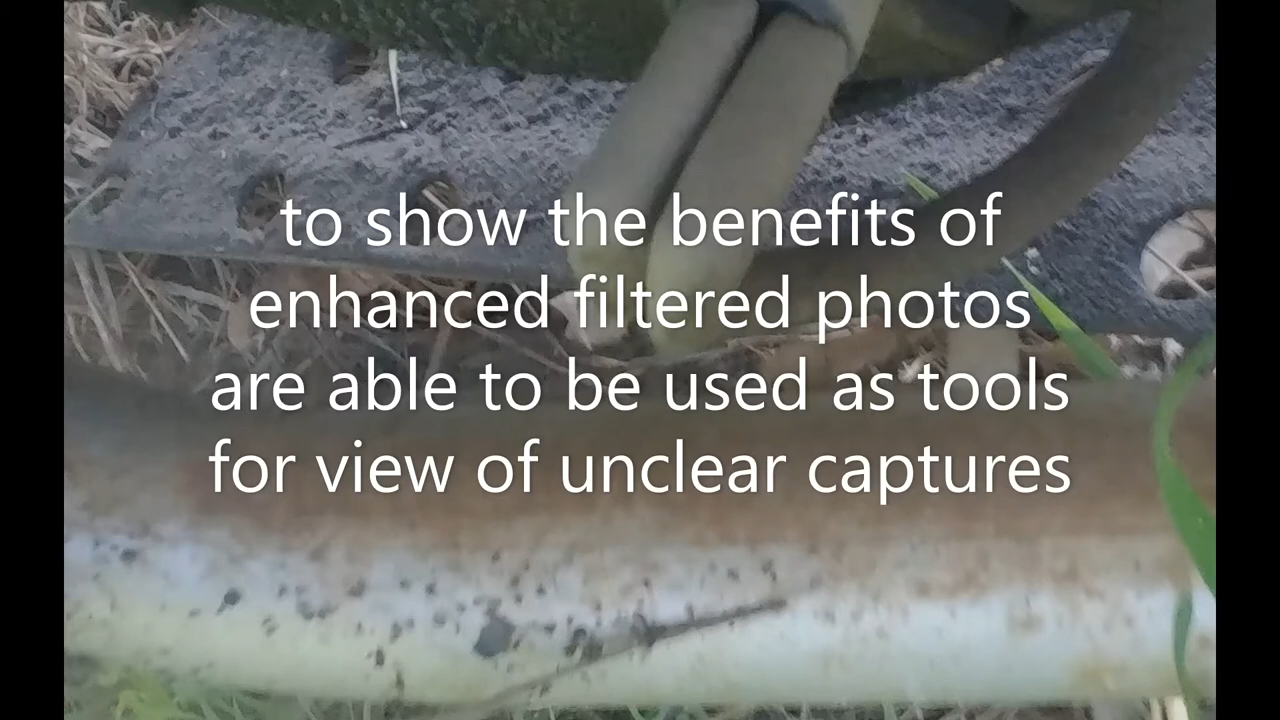 to show the benefits of
enhanced filtered photos
are able to be used as tools
for view of unclear captures